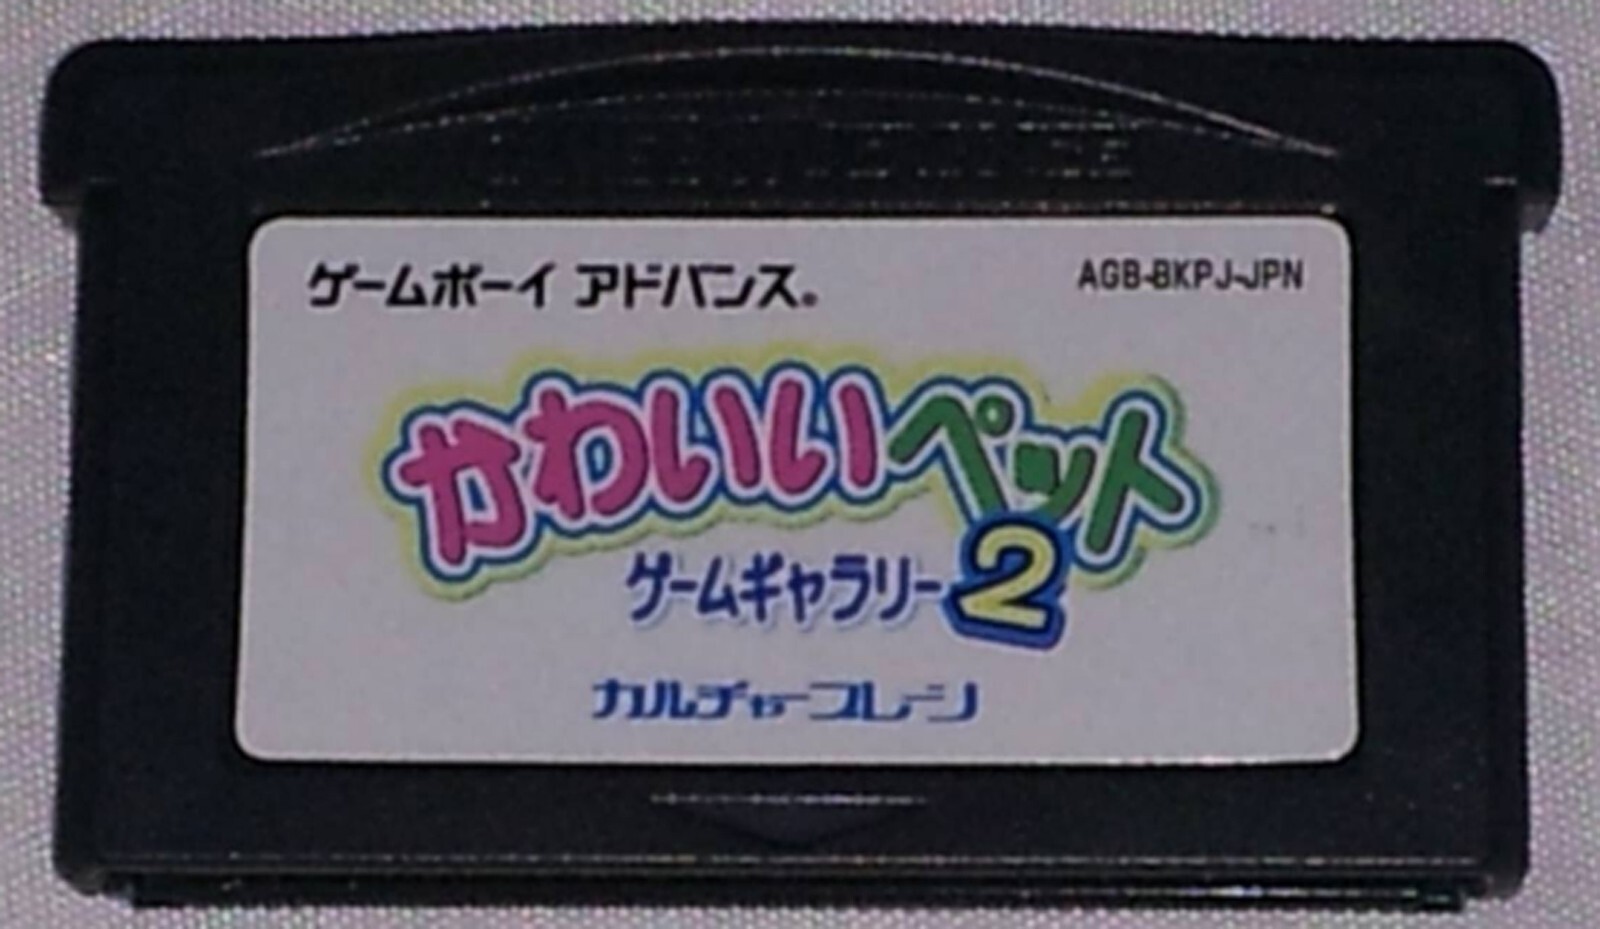 ゲームボーイ アドバンス®
AGB-BKPJ-JPN
かわいいペット
ゲームギャラリー2
カルチャーブレーン